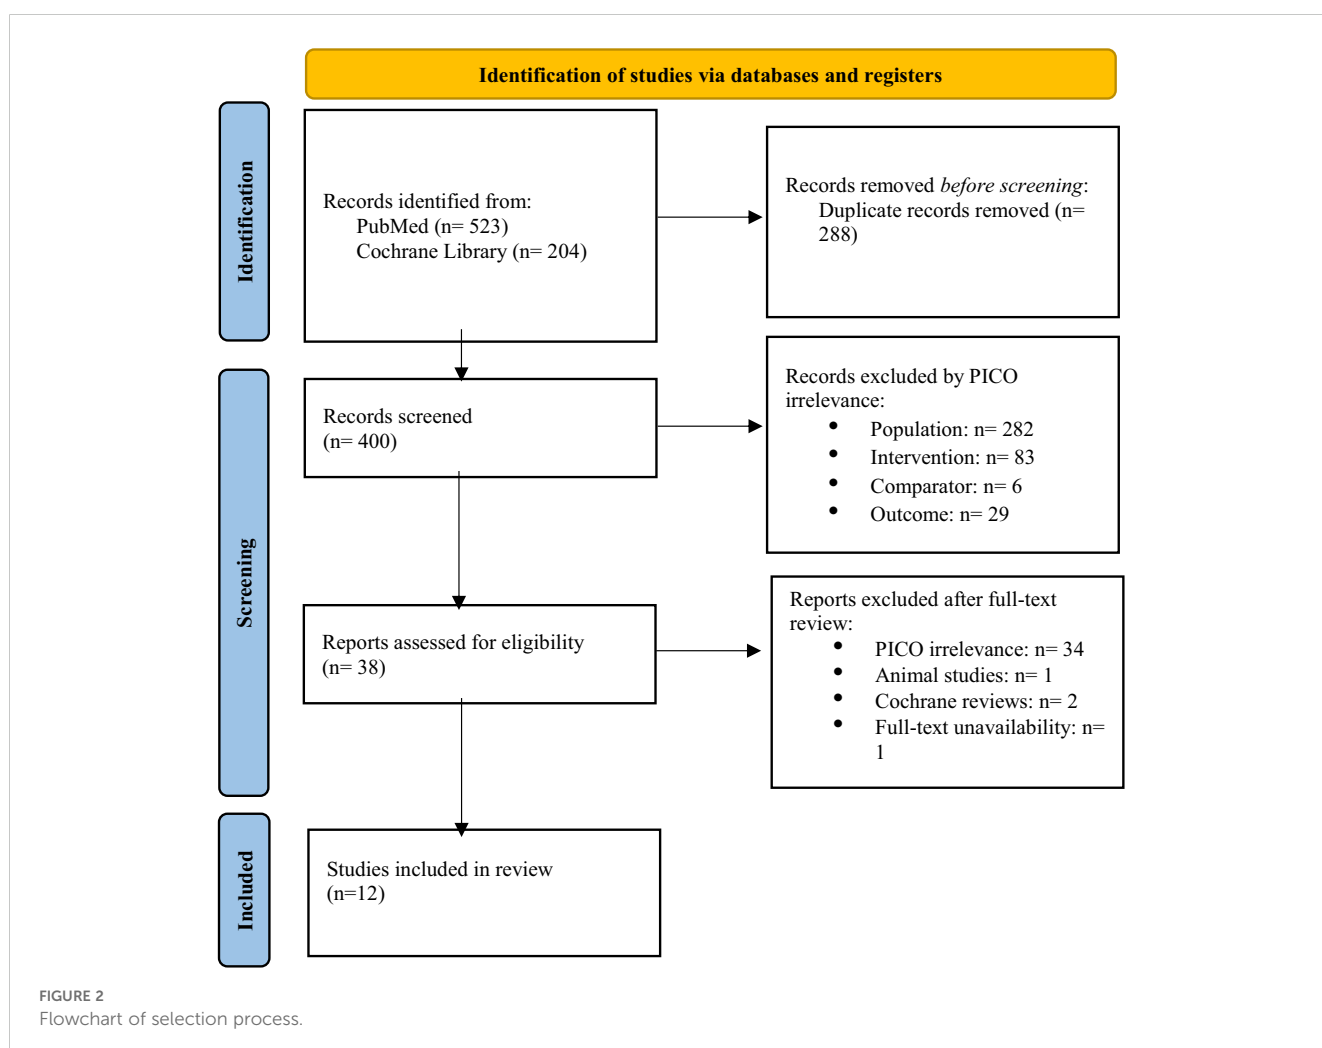 Identification of studies via databases and registers
Identification
Records identified from:
PubMed (n= 523)
Cochrane Library (n= 204)
Records removed before screening:
Duplicate records removed (n=
288)
Screening
Records screened
(n= 400)
Records excluded by PICO
irrelevance:
• Population: n= 282
• Intervention: n= 83
• Comparator: n= 6
• Outcome: n= 29
Reports assessed for eligibility
(n= 38)
Reports excluded after full-text
review:
• PICO irrelevance: n= 34
• Animal studies: n= 1
• Cochrane reviews: n= 2
• Full-text unavailability: n=
1
Included
Studies included in review
(n=12)
FIGURE 2
Flowchart of selection process.